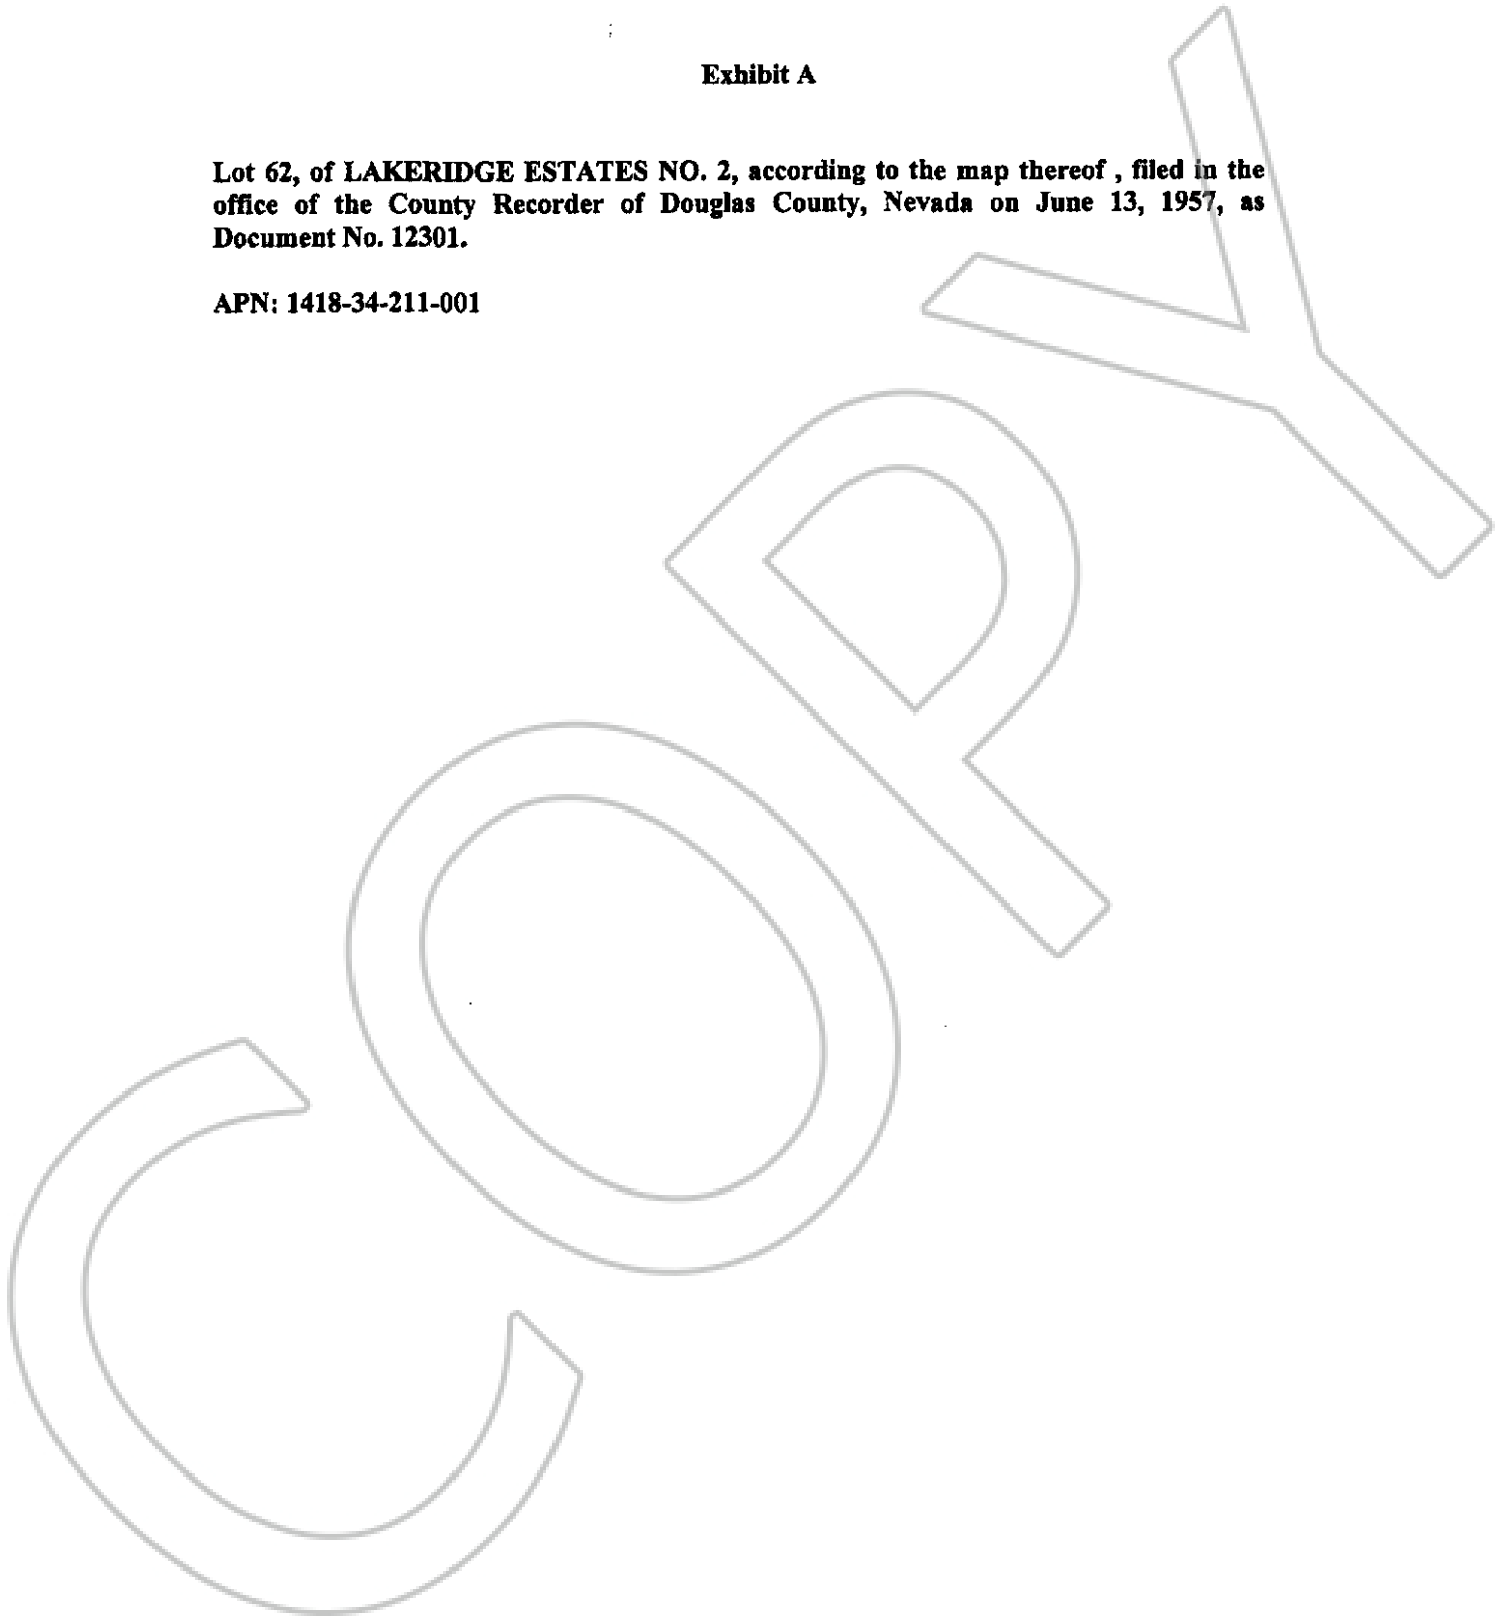 Exhibit A
Lot 62, of LAKERIDGE ESTATES NO. 2, according to the map thereof , filed in the
office of the County Recorder of Douglas County, Nevada on June 13, 1957, as
Document No. 12301.
APN: 1418-34-211-001
COPY